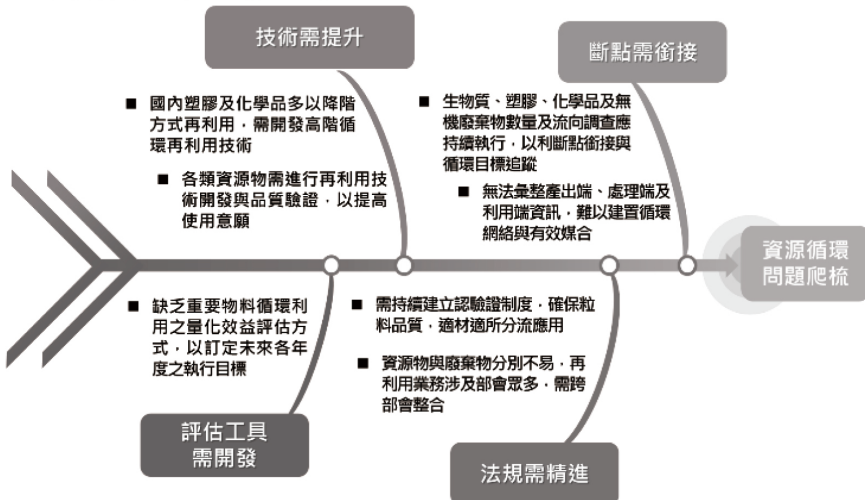 技術需提升
■ 國內塑膠及化學品多以降階
方式再利用，需開發高階循
環再利用技術
■ 各類資源物需進行再利用技
術開發與品質驗證，以提高
使用意願
斷點需銜接
■ 生物質、塑膠、化學品及無
機廢棄物數量及流向調查應
持續執行，以利斷點銜接與
循環目標追蹤
■ 無法彙整產出端、處理端及
利用端資訊，難以建置循環
網絡與有效媒合
資源循環
問題爬梳
■ 缺乏重要物料循環利
用之量化效益評估方
式，以訂定未來各年
度之執行目標
評估工具
需開發
■ 需持續建立認驗證制度，確保粒
料品質，適材適所分流應用
■ 資源物與廢棄物分別不易，再
利用業務涉及部會眾多，需跨
部會整合
法規需精進